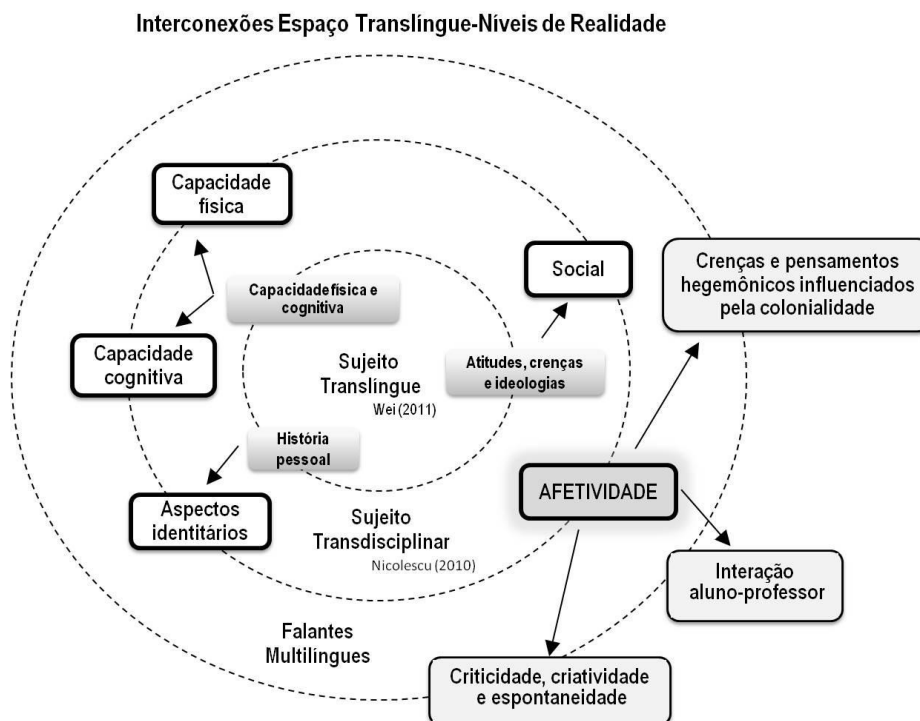 Interconexões Espaço Translíngue-Níveis de Realidade
Capacidade
física
Capacidadefísica e
cognitiva
Capacidade
cognitiva
Social
Crenças e pensamentos
hegemônicos influenciados
pela colonialidade
Sujeito
Translíngue
Wei (2011)
Atitudes, crenças
e ideologias
História
pessoal
Aspectos
identitários
AFETIVIDADE
Sujeito
Transdisciplinar
Nicolescu (2010)
Interação
aluno-professor
Falantes
Multilíngues
Criticidade, criatividade
e espontaneidade